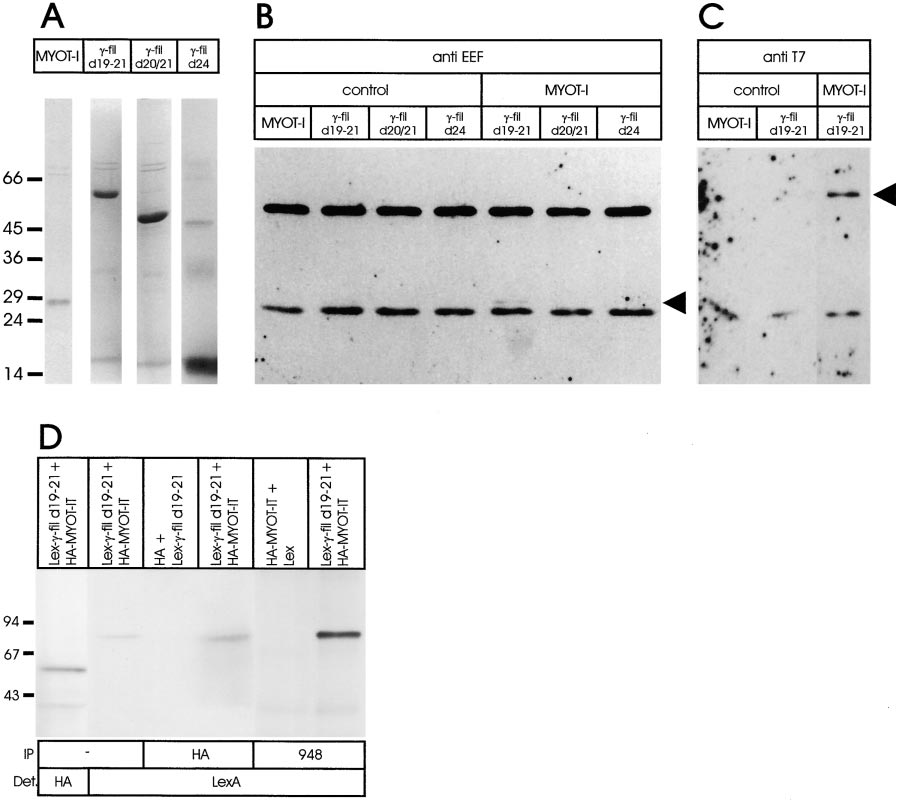 A
MYOT-I γ-fil d19-21 γ-fil d20/21 γ-fil d24
66
45
36
29
24
14
B
anti EEF
control MYOT-I
MYOT-I γ-fil d19-21 γ-fil d20/21 γ-fil d24 γ-fil d19-21 γ-fil d20/21 γ-fil d24
C
anti T7
control MYOT-I
MYOT-I γ-fil d19-21 γ-fil d19-21
D
Lex-γ-fil d19-21 +
HA-MYOT-IT
Lex-γ-fil d19-21 +
HA-MYOT-IT
HA +
Lex-γ-fil d19-21
Lex-γ-fil d19-21 +
HA-MYOT-IT
HA-MYOT-IT +
Lex
Lex-γ-fil d19-21 +
HA-MYOT-IT
94
67
43
IP - HA 948
Det. HA LexA